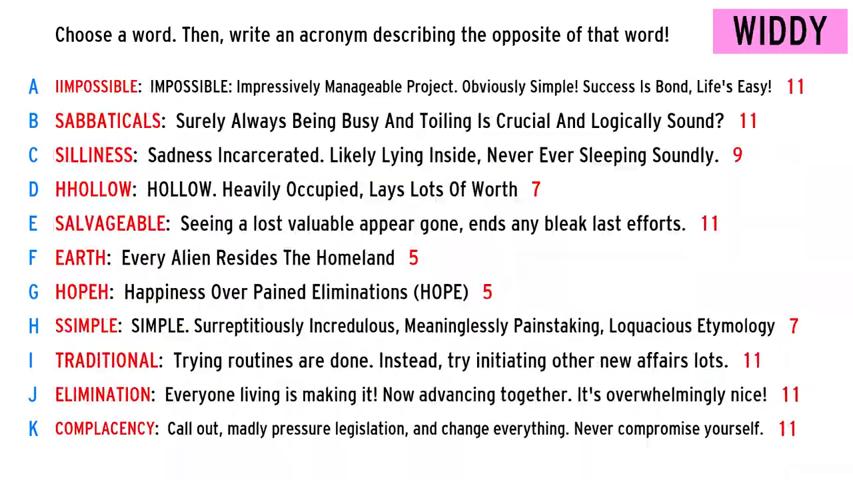 Choose a word. Then, write an acronym describing the opposite of that word!
WIDDY
A IIMPOSSIBLE: IMPOSSIBLE: Impressively Manageable Project. Obviously Simple! Success Is Bond, Life's Easy! 11
B SABBATICALS: Surely Always Being Busy And Toiling Is Crucial And Logically Sound? 11
C SILLINESS: Sadness Incarcerated. Likely Lying Inside, Never Ever Sleeping Soundly. 9
D HHOLLOW: HOLLOW. Heavily Occupied, Lays Lots Of Worth 7
E SALVAGEABLE: Seeing a lost valuable appear gone, ends any bleak last efforts. 11
F EARTH: Every Alien Resides The Homeland 5
G HOPEH: Happiness Over Pained Eliminations (HOPE) 5
H SSIMPLE: SIMPLE. Surreptitiously Incredulous, Meaninglessly Painstaking, Loquacious Etymology 7
I TRADITIONAL: Trying routines are done. Instead, try initiating other new affairs lots. 11
J ELIMINATION: Everyone living is making it! Now advancing together. It's overwhelmingly nice! 11
K COMPLACENCY: Call out, madly pressure legislation, and change everything. Never compromise yourself. 11